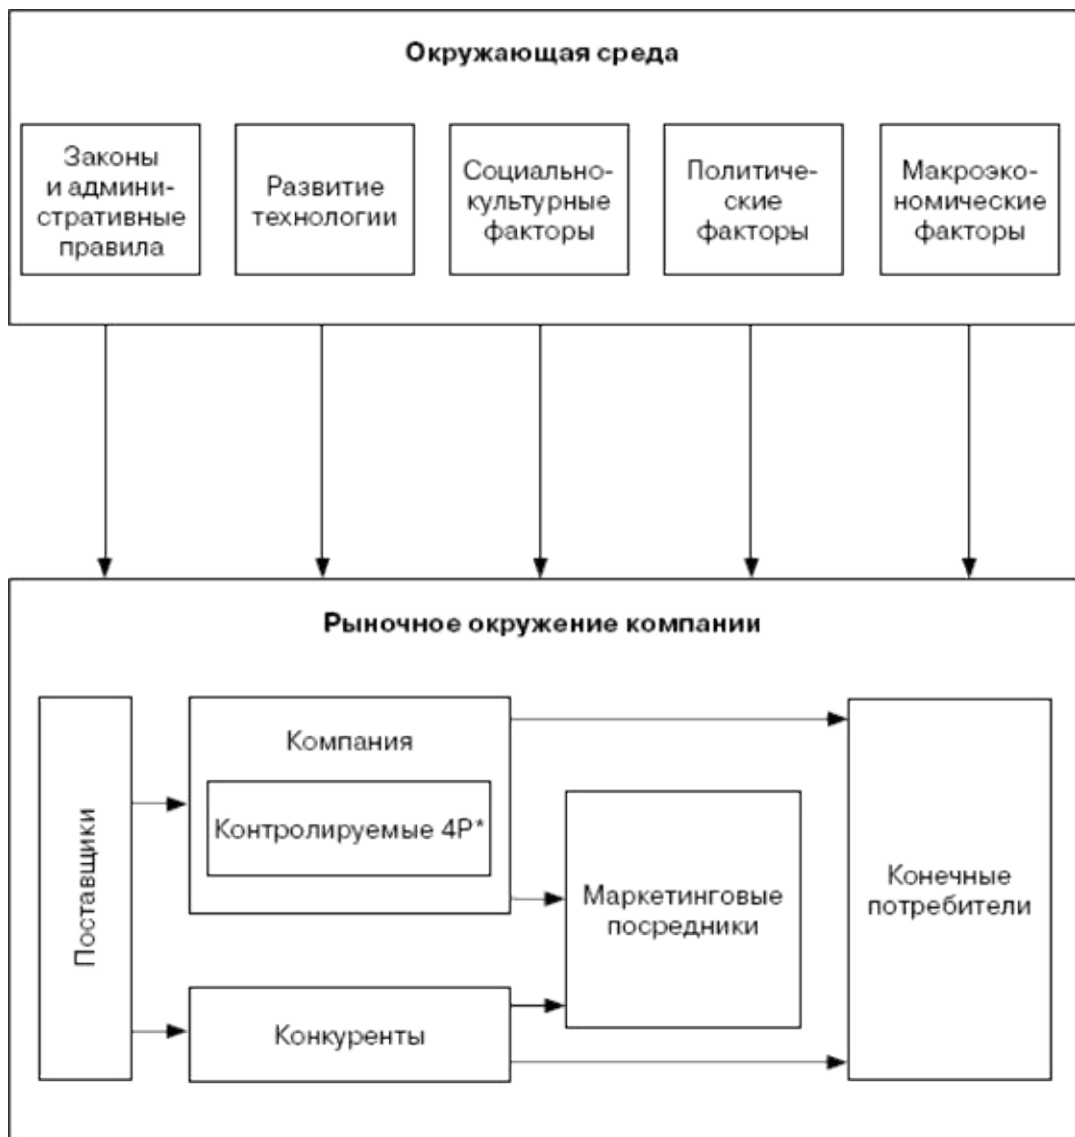 Окружающая среда
Законы
и админи-
стративные
правила
Развитие
технологии
Социально-
культурные
факторы
Политиче-
ские
факторы
Макроэко-
номические
факторы
Рыночное окружение компании
Поставщики
Компания
Контролируемые 4Р*
Конкуренты
Маркетинговые
посредники
Конечные
потребители